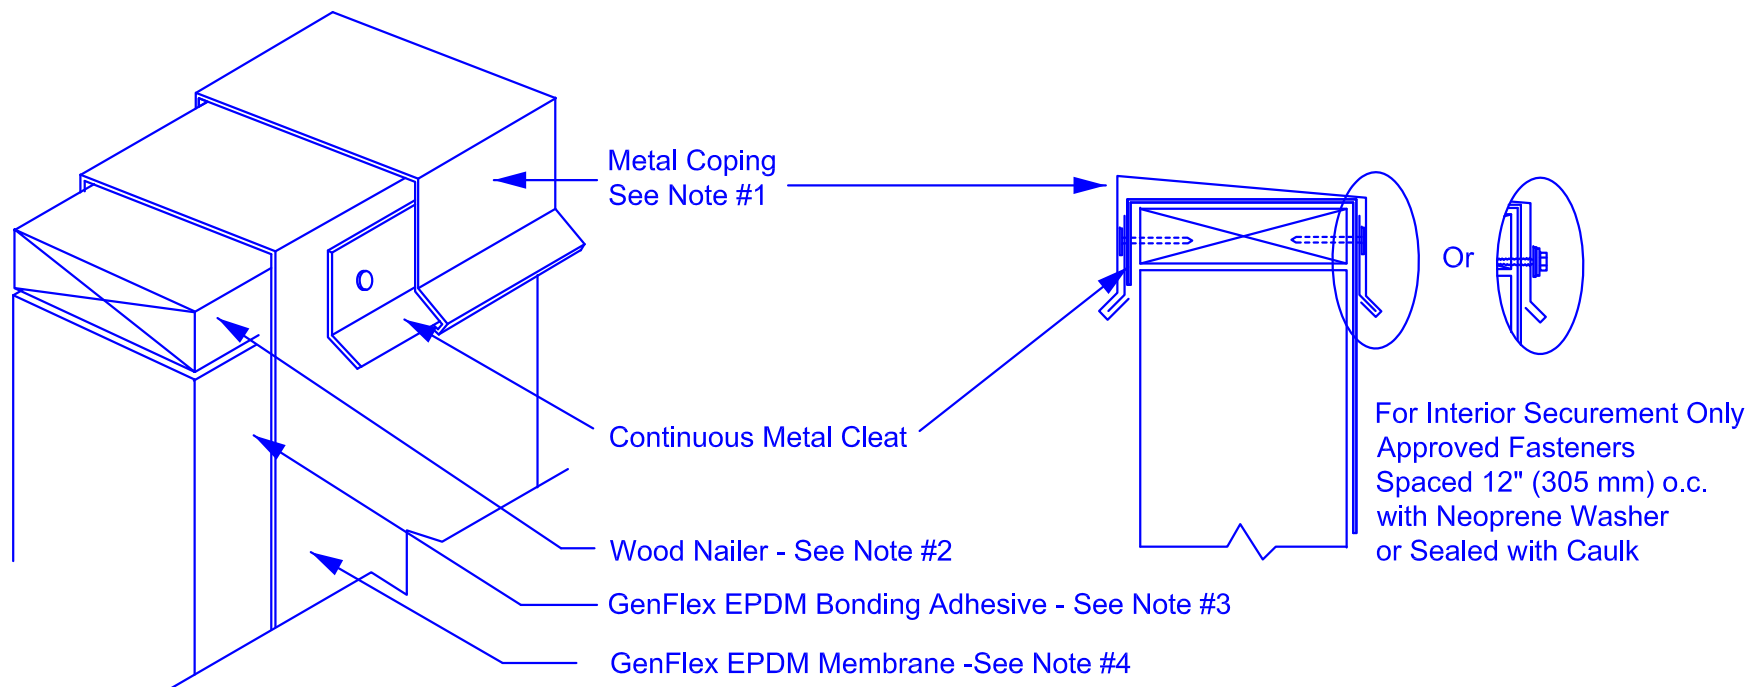 Metal Coping
See Note #1
Or
Continuous Metal Cleat
For Interior Securement Only
Approved Fasteners
Spaced 12" (305 mm) o.c.
with Neoprene Washer
or Sealed with Caulk
Wood Nailer - See Note #2
GenFlex EPDM Bonding Adhesive - See Note #3
GenFlex EPDM Membrane -See Note #4